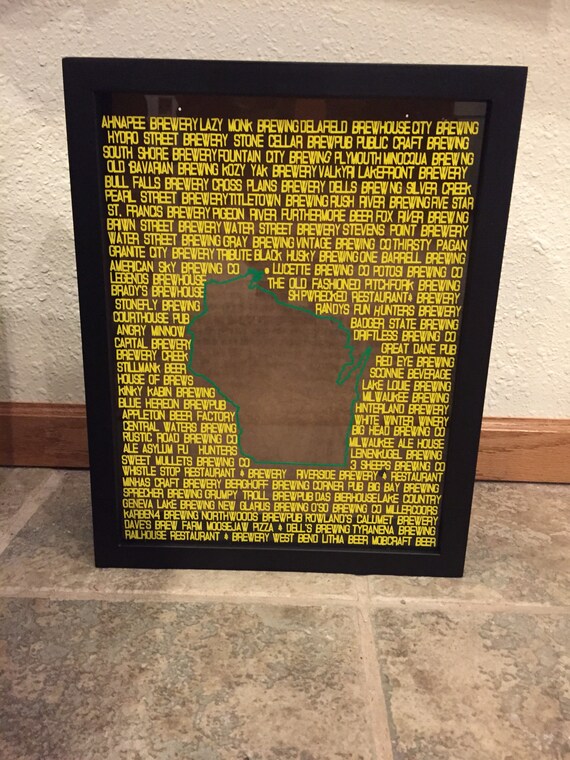 AHNAPEE BREWERY LAZY MONK BREWING DELAFIELD BREWHOUSE CITY BREWING
HYDRO STREET BREWERY STONE CELLAR BREWPUB PUBLIC CRAFT BREWING
SOUTH SHORE BREWERY FOUNTAIN CITY BREWING PLYMOUTH MINOCQUA BREWING
OLD BAVARIAN BREWING KOZY YAK BREWERY VALKYR LAKEFRONT BREWERY
BULL FALLS BREWERY CROSS PLAINS BREWERY DELLS BREWING SILVER CREEK
PEARL STREET BREWERY TITLETOWN BREWING RUSH RIVER BREWING FIVE STAR
ST. FRANCIS BREWERY PIGEON RIVER FURTHERMORE BEER FOX RIVER BREWING
BRWN STREET BREWERY WATER STREET BREWERY STEVENS POINT BREWERY
WATER STREET BREWING GRAY BREWING VINTAGE BREWING CO THIRSTY PAGAN
GRANITE CITY BREWERY TRIBUTE BLACK HUSKY BREWING ONE BARREL BREWING
AMERICAN SKY BREWING CO LUCETTE BREWING CO POTOSI BREWING CO
LEGENDS BREWHOUSE THE OLD FASHIONED PITCHFORK BREWING
BRADY'S BREWHOUSE SHIPWRECKED RESTAURANT & BREWERY
STONEFLY BREWING RANDYS FUN HUNTERS BREWERY
COURTHOUSE PUB BADGER STATE BREWING
ANGRY MINNOW DRIFTLESS BREWING CO
CAPITAL BREWERY GREAT DANE PUB
BREWERY CREEK RED EYE BREWING
STILLMANK BEER SCONNIE BEVERAGE
HOUSE OF BREWS LAKE LOUIE BREWING
KINKY KABIN BREWING MILWAUKEE BREWING
BLUE HERON BREWPUB HINTERLAND BREWERY
APPLETON BEER FACTORY WHITE WINTER WINERY
CENTRAL WATERS BREWING BIG HEAD BREWING CO
RUSTIC ROAD BREWING CO MILWAUKEE ALE HOUSE
ALE ASYLUM FU HUNTERS LEINENKUGEL BREWING
SWEET MULLETS BREWING CO 3 SHEEPS BREWING CO
WHISTLE STOP RESTAURANT & BREWERY RIVERSIDE BREWERY & RESTAURANT
MINHAS CRAFT BREWERY BERGHOFF BREWING CORNER PUB BIG BAY BREWING
SPRECHER BREWING GRUMPY TROLL BREWPUB DAS BIERHOUSE LAKE COUNTRY
GENEVA LAKE BREWING NEW GLARUS BREWING O'SO BREWING CO MILLERCOORS
KARBEN4 BREWING NORTHWOODS BREWPUB ROWLAND'S CALUMET BREWERY
DAVE'S BREW FARM MOOSEJAW PIZZA & DELL'S BREWING TYRANENA BREWING
RAILHOUSE RESTAURANT & BREWERY WEST BEND LITHIA BEER MOBCRAFT BEER